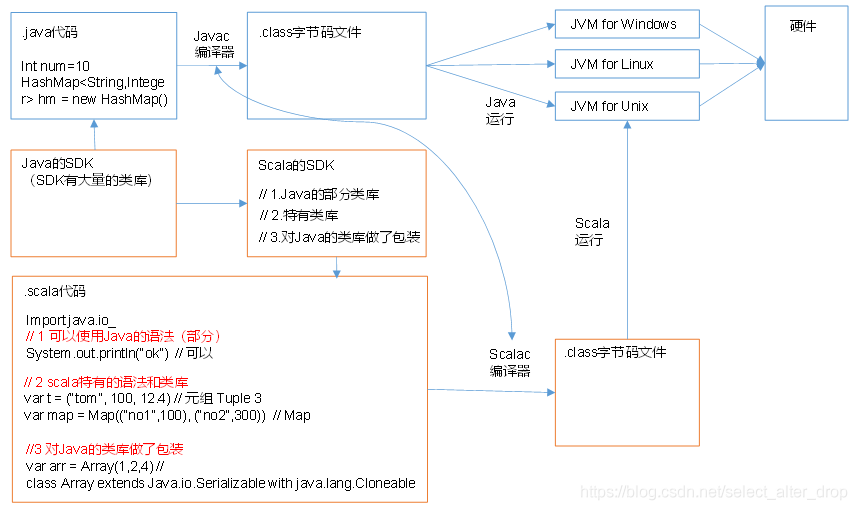 .java代码
Int num=10
HashMap<String,Intege
r> hm = new HashMap()
Javac
编译器
.class字节码文件
JVM for Windows
JVM for Linux
JVM for Unix
硬件
Java
运行
Java的SDK
（SDK有大量的类库）
Scala的SDK
// 1.Java的部分类库
// 2.特有类库
// 3.对Java的类库做了包装
Scala
运行
.scala代码
Import java.io_
// 1 可以使用Java的语法（部分）
System.out.println("ok") // 可以
// 2 scala特有的语法和类库
var t = ("tom", 100, 12.4) // 元组 Tuple 3
var map = Map(("no1",100), ("no2",300)) // Map
//3 对Java的类库做了包装
var arr = Array(1,2,4) //
class Array extends Java.io.Serializable with java.lang.Cloneable
Scalac
编译器
.class字节码文件
https://blog.csdn.net/select_alter_drop